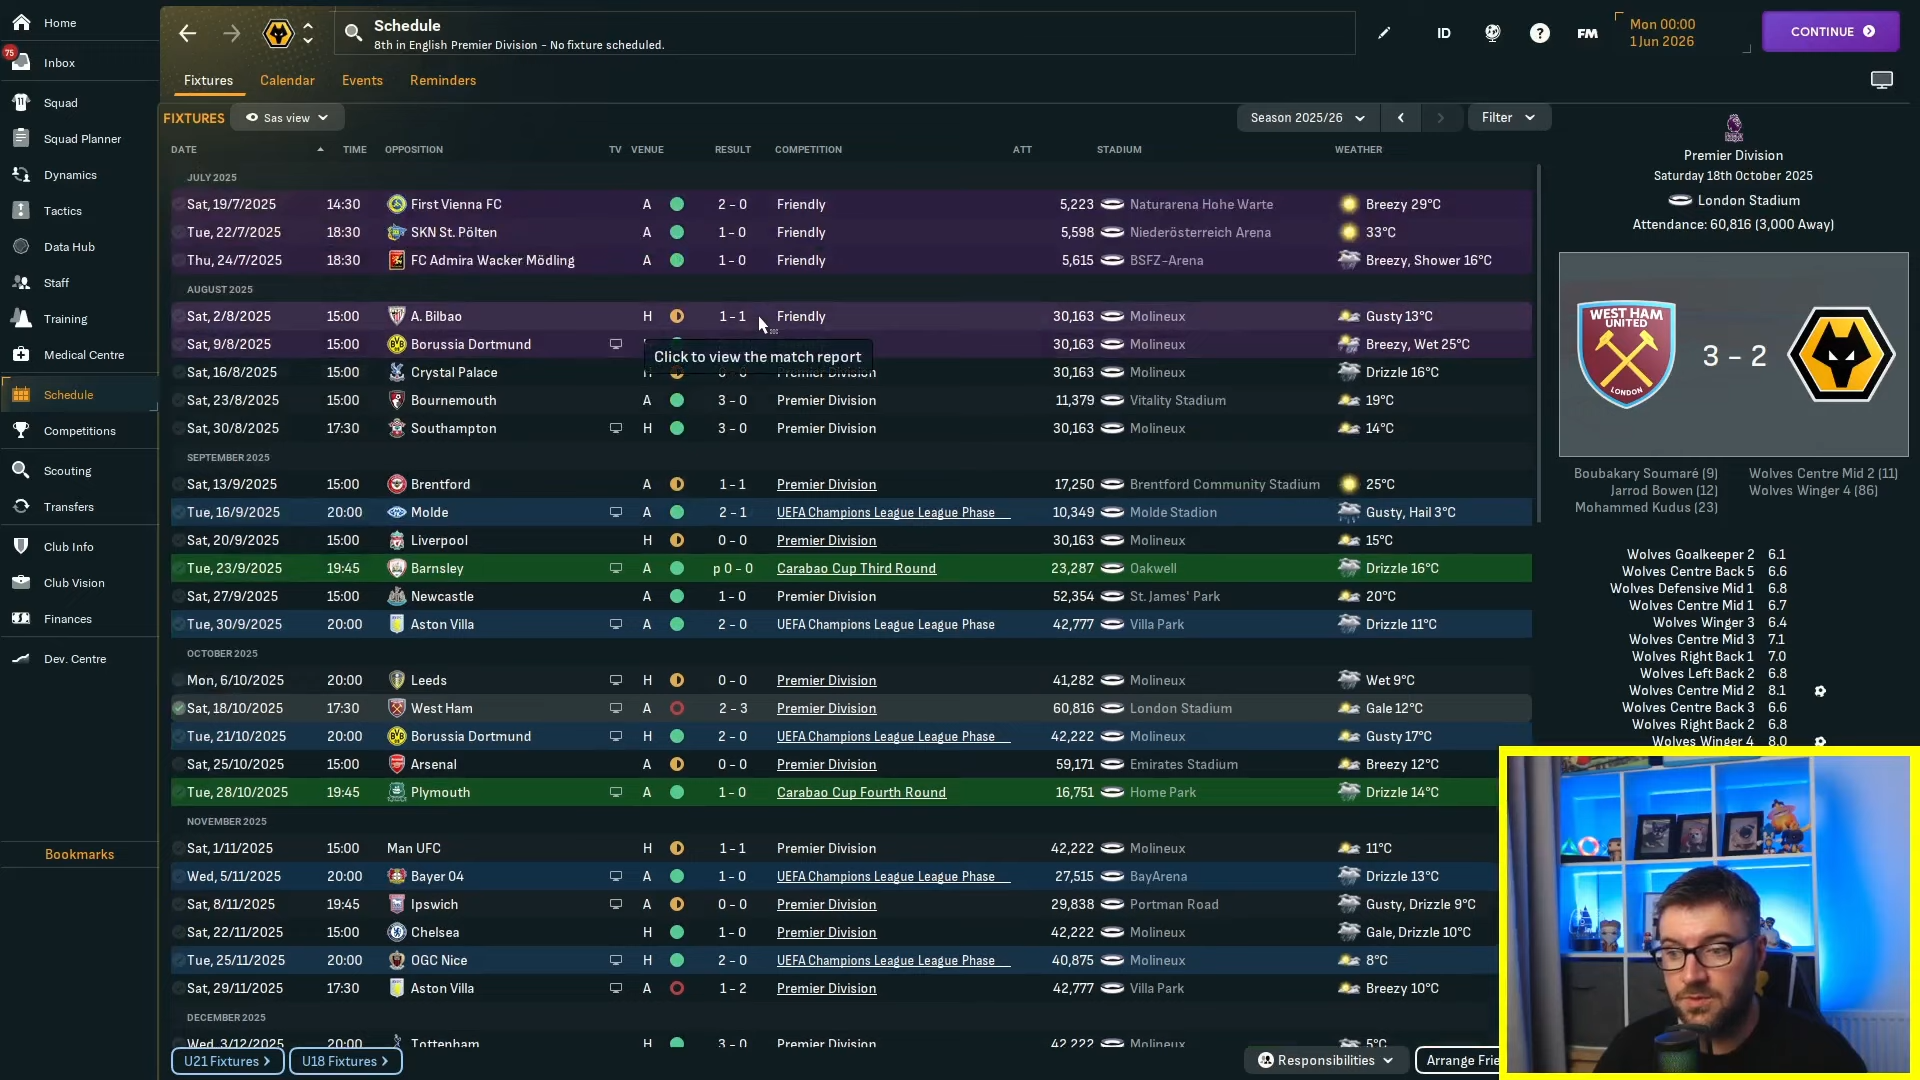 Home
75
Inbox
Squad
Squad Planner
Dynamics
Tactics
Data Hub
Staff
Training
Medical Centre
Schedule
Competitions
Scouting
Transfers
Club Info
Club Vision
Finances
Dev. Centre
Bookmarks
Schedule
8th in English Premier Division - No fixture scheduled.
ID
?
FM
Mon 00:00
1 Jun 2026
CONTINUE
Fixtures Calendar Events Reminders
FIXTURES Sas view Season 2025/26 Filter
DATE TIME OPPOSITION TV VENUE RESULT COMPETITION ATT STADIUM WEATHER
JULY 2025
Sat, 19/7/2025 14:30 First Vienna FC A 2 - 0 Friendly 5,223 Naturarena Hohe Warte Breezy 29°C
Tue, 22/7/2025 18:30 SKN St. Pölten A 1 - 0 Friendly 5,598 Niederösterreich Arena 33°C
Thu, 24/7/2025 18:30 FC Admira Wacker Mödling A 1 - 0 Friendly 5,615 BSFZ-Arena Breezy, Shower 16°C
AUGUST 2025
Sat, 2/8/2025 15:00 A. Bilbao H 1 - 1 Friendly 30,163 Molineux Gusty 13°C
Sat, 9/8/2025 15:00 Borussia Dortmund 30,163 Molineux Breezy, Wet 25°C
Click to view the match report
Sat, 16/8/2025 15:00 Crystal Palace Premier Division 30,163 Molineux Drizzle 16°C
Sat, 23/8/2025 15:00 Bournemouth A 3 - 0 Premier Division 11,379 Vitality Stadium 19°C
Sat, 30/8/2025 17:30 Southampton H 3 - 0 Premier Division 30,163 Molineux 14°C
SEPTEMBER 2025
Sat, 13/9/2025 15:00 Brentford A 1 - 1 Premier Division 17,250 Brentford Community Stadium 25°C
Tue, 16/9/2025 20:00 Molde A 2 - 1 UEFA Champions League League Phase 10,349 Molde Stadion Gusty, Hail 3°C
Sat, 20/9/2025 15:00 Liverpool H 0 - 0 Premier Division 30,163 Molineux 15°C
Tue, 23/9/2025 19:45 Barnsley A p 0 - 0 Carabao Cup Third Round 23,287 Oakwell Drizzle 16°C
Sat, 27/9/2025 15:00 Newcastle A 1 - 0 Premier Division 52,354 St. James' Park 20°C
Tue, 30/9/2025 20:00 Aston Villa A 2 - 0 UEFA Champions League League Phase 42,777 Villa Park Drizzle 11°C
OCTOBER 2025
Mon, 6/10/2025 20:00 Leeds H 0 - 0 Premier Division 41,282 Molineux Wet 9°C
Sat, 18/10/2025 17:30 West Ham A 2 - 3 Premier Division 60,816 London Stadium Gale 12°C
Tue, 21/10/2025 20:00 Borussia Dortmund H 2 - 0 UEFA Champions League League Phase 42,222 Molineux Gusty 17°C
Sat, 25/10/2025 15:00 Arsenal A 0 - 0 Premier Division 59,171 Emirates Stadium Breezy 12°C
Tue, 28/10/2025 19:45 Plymouth A 1 - 0 Carabao Cup Fourth Round 16,751 Home Park Drizzle 14°C
NOVEMBER 2025
Sat, 1/11/2025 15:00 Man UFC H 1 - 1 Premier Division 42,222 Molineux 11°C
Wed, 5/11/2025 20:00 Bayer 04 A 1 - 0 UEFA Champions League League Phase 27,515 BayArena Drizzle 13°C
Sat, 8/11/2025 19:45 Ipswich A 0 - 0 Premier Division 29,838 Portman Road Gusty, Drizzle 9°C
Sat, 22/11/2025 15:00 Chelsea H 1 - 0 Premier Division 42,222 Molineux Gale, Drizzle 10°C
Tue, 25/11/2025 20:00 OGC Nice H 2 - 0 UEFA Champions League League Phase 40,875 Molineux 8°C
Sat, 29/11/2025 17:30 Aston Villa A 1 - 2 Premier Division 42,777 Villa Park Breezy 10°C
DECEMBER 2025
Wed, 3/12/2025 20:00 Tottenham H 3 - 0 Premier Division 42,222 Molineux 5°C
U21 Fixtures U18 Fixtures Responsibilities Arrange Frie
Premier Division
Saturday 18th October 2025
London Stadium
Attendance: 60,816 (3,000 Away)
WEST HAM
UNITED
LONDON
3 - 2
Boubakary Soumaré (9) Wolves Centre Mid 2 (11)
Jarrod Bowen (12) Wolves Winger 4 (86)
Mohammed Kudus (23)
Wolves Goalkeeper 2 6.1
Wolves Centre Back 5 6.6
Wolves Defensive Mid 1 6.8
Wolves Centre Mid 1 6.7
Wolves Winger 3 6.4
Wolves Centre Mid 3 7.1
Wolves Right Back 1 7.0
Wolves Left Back 2 6.8
Wolves Centre Mid 2 8.1
Wolves Centre Back 3 6.6
Wolves Right Back 2 6.8
Wolves Winger 4 8.0